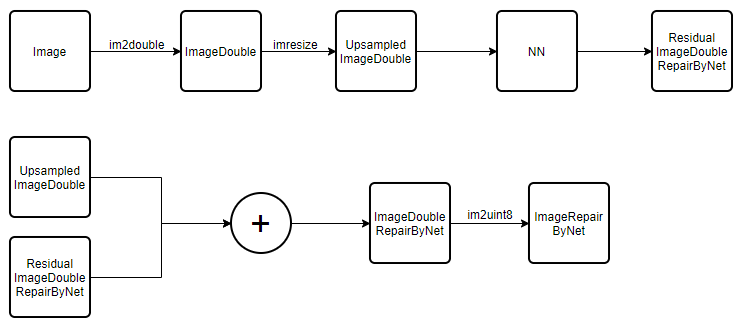 Image
im2double
ImageDouble
imresize
Upsampled
ImageDouble
NN
Residual
ImageDouble
RepairByNet
Upsampled
ImageDouble
Residual
ImageDouble
RepairByNet
+
ImageDouble
RepairByNet
im2uint8
ImageRepair
ByNet